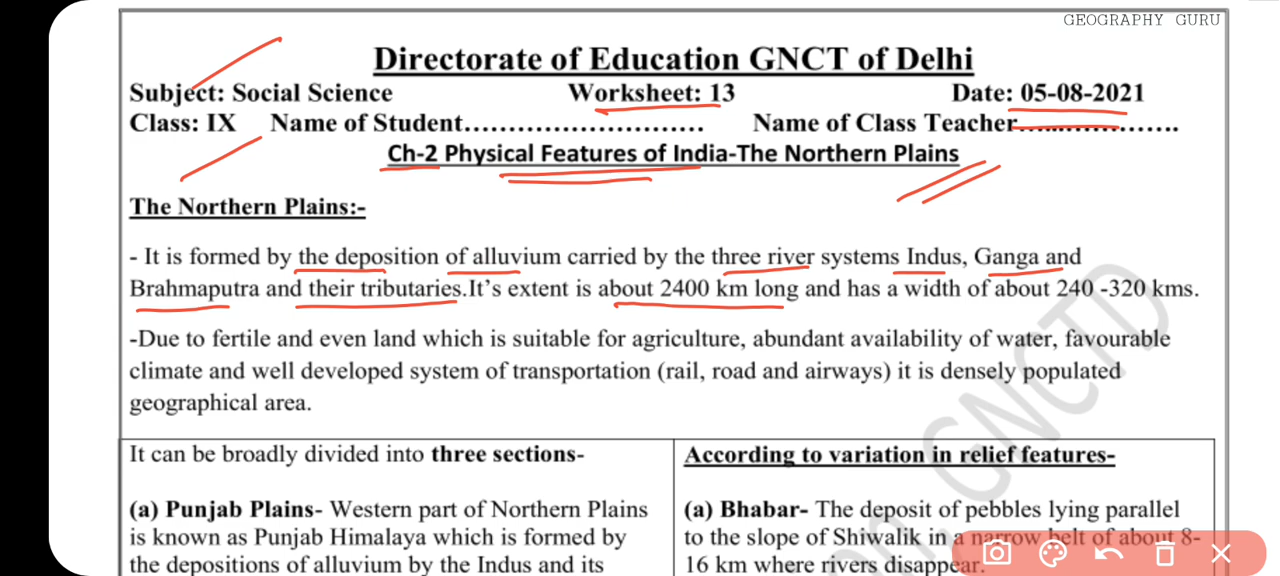 GEOGRAPHY GURU
Directorate of Education GNCT of Delhi
Subject: Social Science Worksheet: 13 Date: 05-08-2021
Class: IX Name of Student........................... Name of Class Teacher...................
Ch-2 Physical Features of India-The Northern Plains
The Northern Plains:-
- It is formed by the deposition of alluvium carried by the three river systems Indus, Ganga and
Brahmaputra and their tributaries.It's extent is about 2400 km long and has a width of about 240 -320 kms.
-Due to fertile and even land which is suitable for agriculture, abundant availability of water, favourable
climate and well developed system of transportation (rail, road and airways) it is densely populated
geographical area.
It can be broadly divided into three sections-
(a) Punjab Plains- Western part of Northern Plains
is known as Punjab Himalaya which is formed by
the depositions of alluvium by the Indus and its
According to variation in relief features-
(a) Bhabar- The deposit of pebbles lying parallel
to the slope of Shiwalik in a narrow belt of about 8-
16 km where rivers disappear.
GNCTD